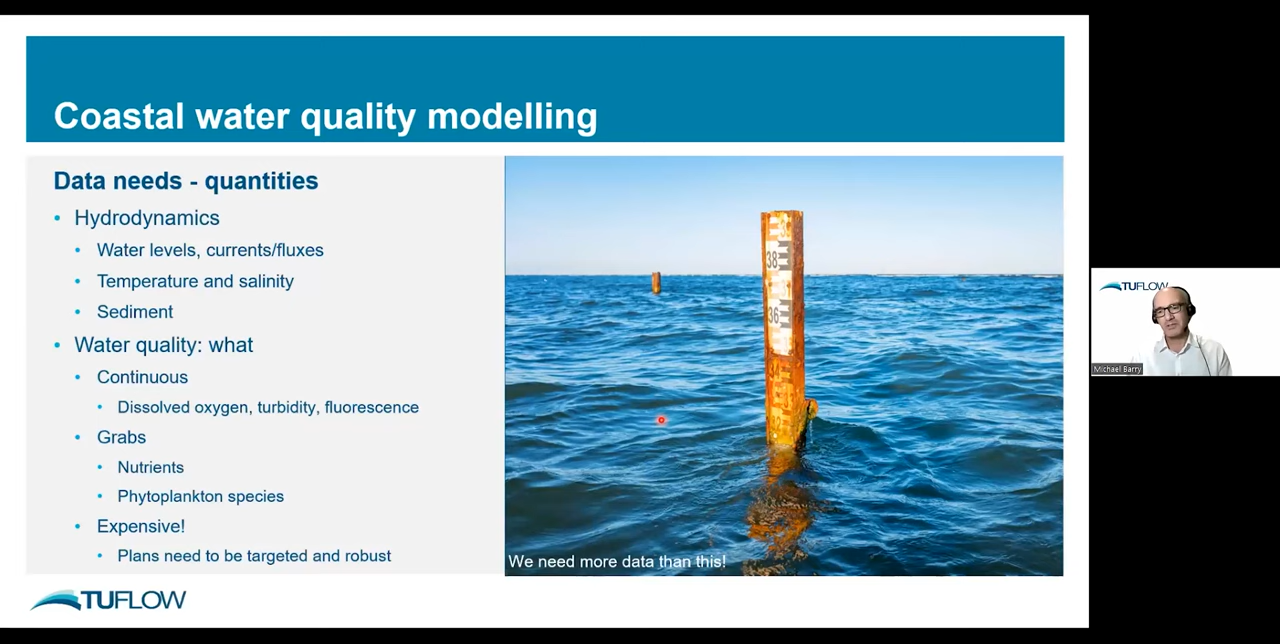 Coastal water quality modelling
Data needs - quantities
• Hydrodynamics
• Water levels, currents/fluxes
• Temperature and salinity
• Sediment
• Water quality: what
• Continuous
• Dissolved oxygen, turbidity, fluorescence
• Grabs
• Nutrients
• Phytoplankton species
• Expensive!
• Plans need to be targeted and robust
38
36
34
We need more data than this!
TUFLOW
TUFLOW
Michael Barry